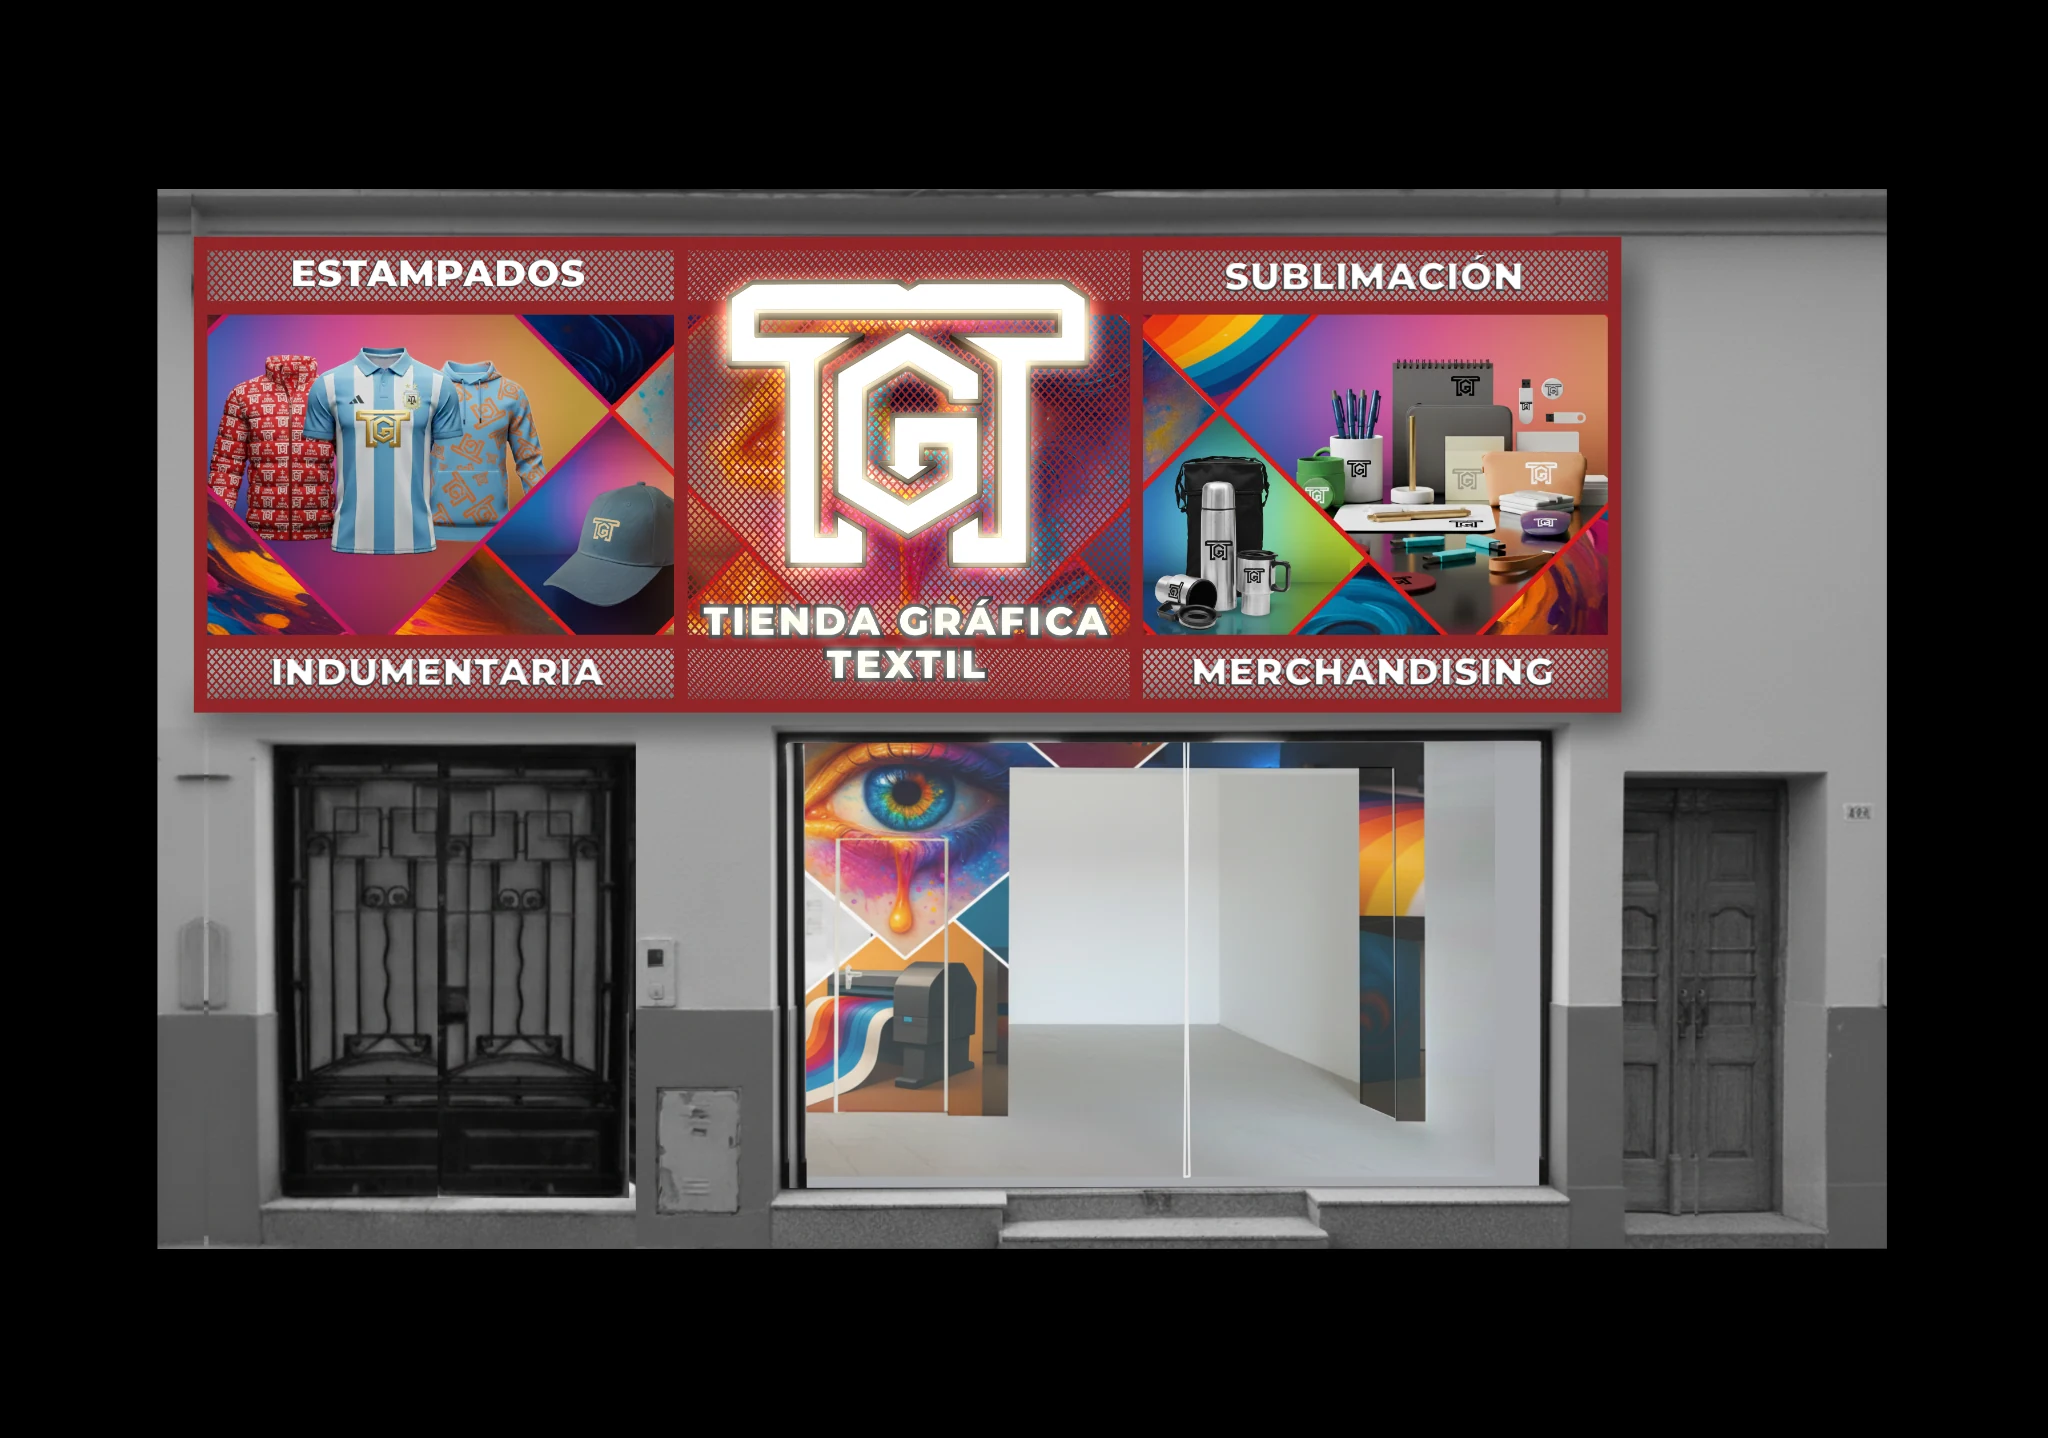 ESTAMPADOS
TGT
SUBLIMACIÓN
TIENDA GRÁFICA
TEXTIL
INDUMENTARIA
MERCHANDISING